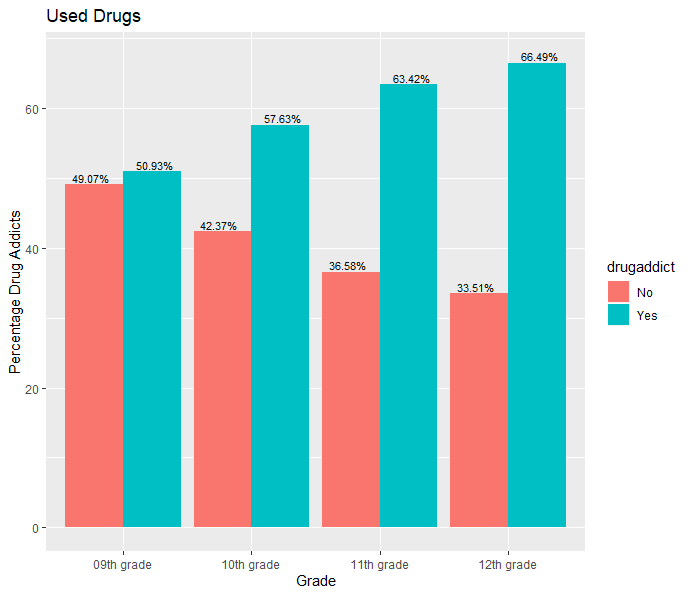 Used Drugs
Percentage Drug Addicts
60
40
20
0
49.07%
50.93%
42.37%
57.63%
36.58%
63.42%
33.51%
66.49%
09th grade
10th grade
11th grade
12th grade
Grade
drugaddict
No
Yes